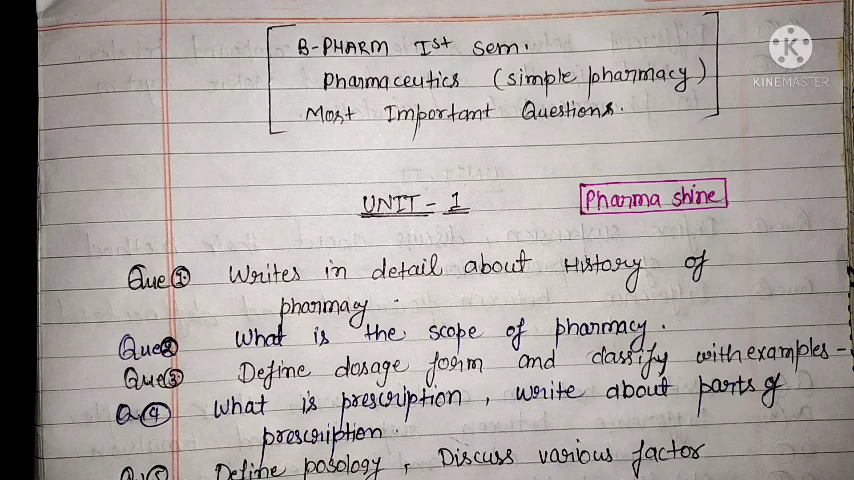 B-PHARM Ist sem.
Pharmaceutics (simple pharmacy)
Most Important Questions.
KINEMASTER
UNIT - 1
Pharma shine
Que① Writes in detail about History of
pharmacy.
Que② What is the scope of pharmacy.
Que③ Define dosage form and classify with examples-
Q④ What is prescription, write about parts of
prescription.
Q⑤ Define posology, Discuss various factor